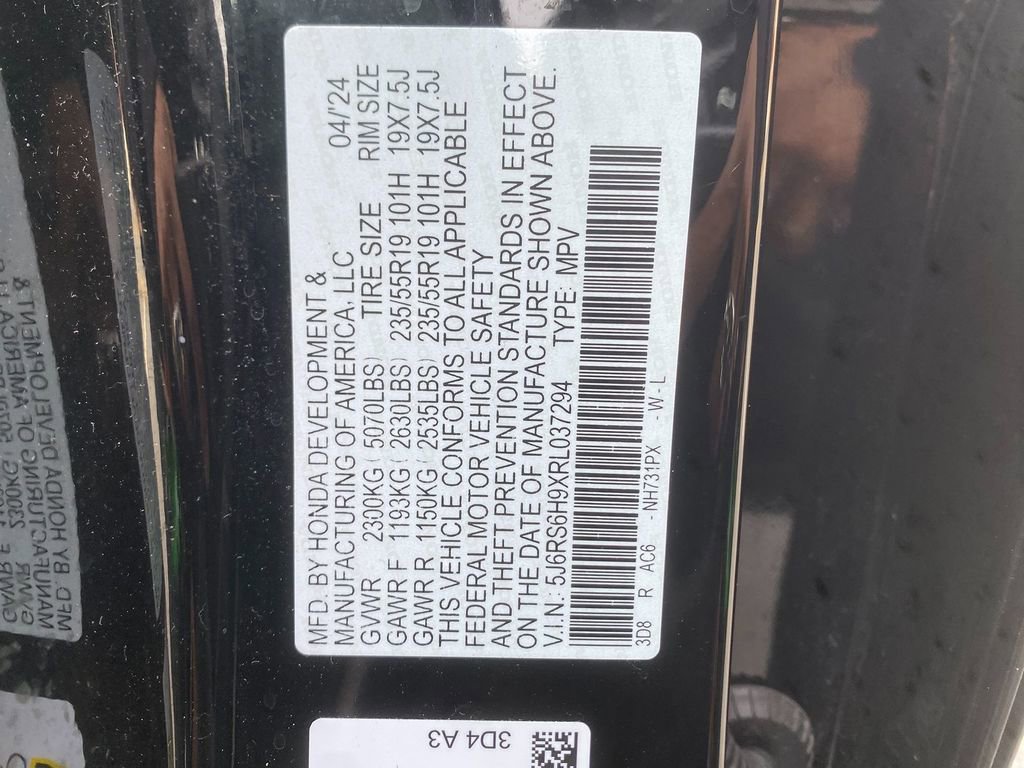 MFD. BY HONDA DEVELOPMENT &
MANUFACTURING OF AMERICA, LLC 04/'24
GVWR 2300KG (5070LBS) TIRE SIZE RIM SIZE
GAWR F 1193KG (2630LBS) 235/55R19 101H 19X7.5J
GAWR R 1150KG (2535LBS) 235/55R19 101H 19X7.5J
THIS VEHICLE CONFORMS TO ALL APPLICABLE
FEDERAL MOTOR VEHICLE SAFETY
AND THEFT PREVENTION STANDARDS IN EFFECT
ON THE DATE OF MANUFACTURE SHOWN ABOVE.
V.I.N: 5J6RS6H9XRL037294 TYPE: MPV
3D8 R AC6 - NH731PX -W- L
3D4 A3